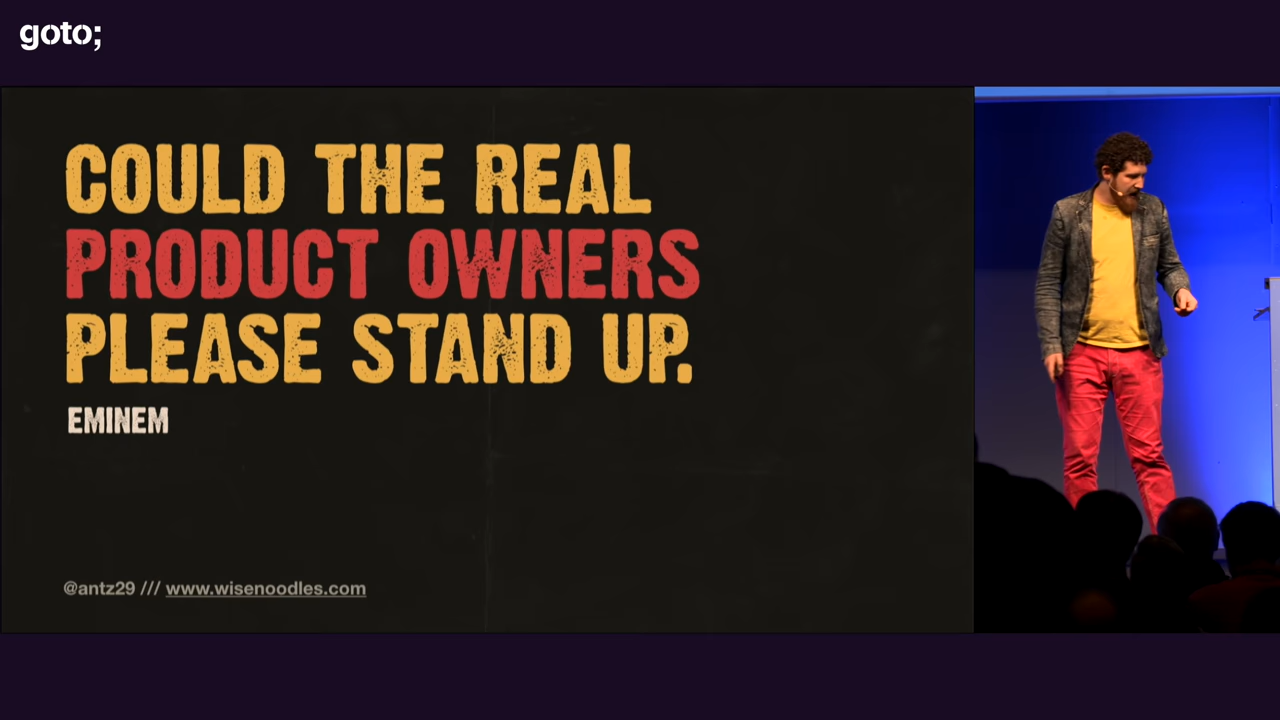 goto;
COULD THE REAL
PRODUCT OWNERS
PLEASE STAND UP.
EMINEM
@antz29 /// www.wisenoodles.com